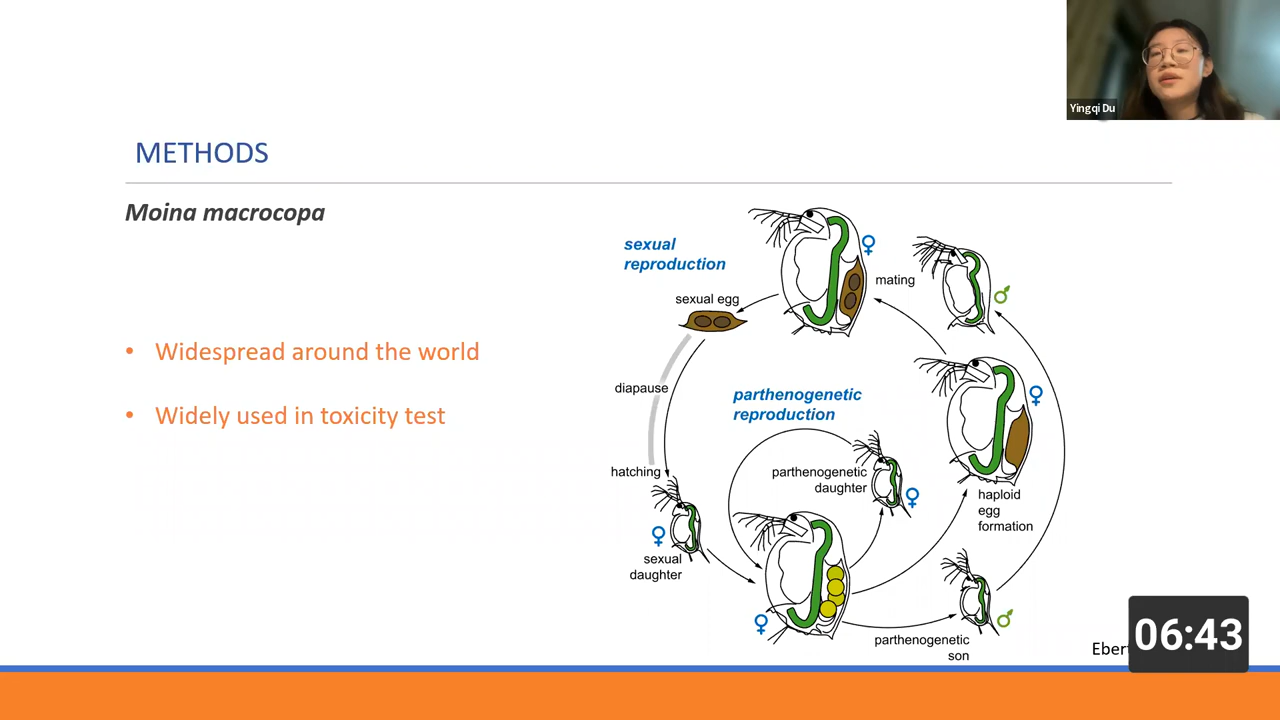 Yingqi Du
METHODS
Moina macrocopa
• Widespread around the world
• Widely used in toxicity test
sexual
reproduction
♀
mating
♂
sexual egg
diapause
parthenogenetic
reproduction
♀
hatching
parthenogenetic
daughter
♀
haploid
egg
formation
♀
sexual
daughter
♀
♂
parthenogenetic
son
06:43